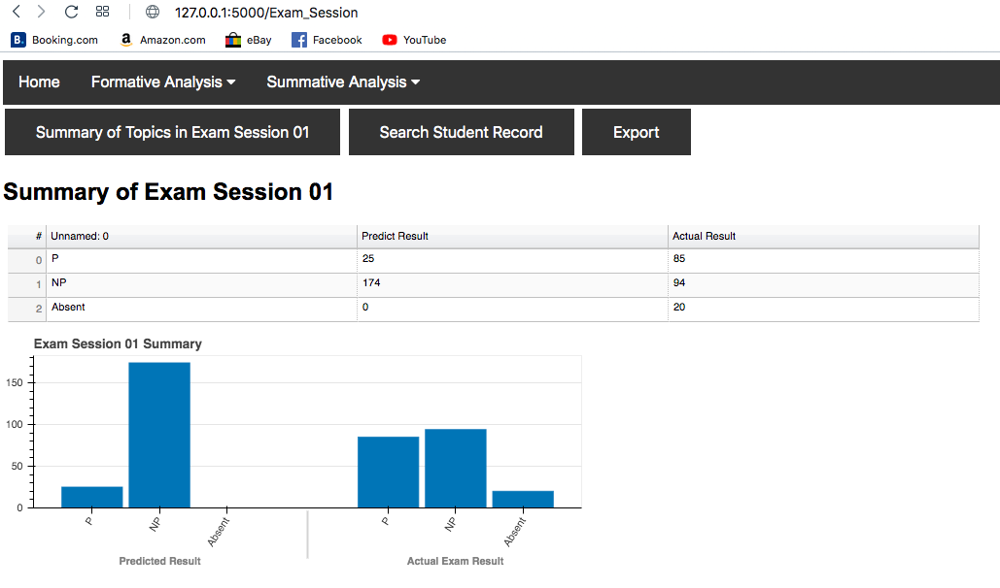 127.0.0.1:5000/Exam_Session
B. Booking.com a Amazon.com eBay f Facebook YouTube
Home Formative Analysis Summative Analysis
Summary of Topics in Exam Session 01 Search Student Record Export
Summary of Exam Session 01
# Unnamed: 0 Predict Result Actual Result
0 P 25 85
1 NP 174 94
2 Absent 0 20
Exam Session 01 Summary
150
100
50
0
P NP Absent P NP Absent
Predicted Result Actual Exam Result